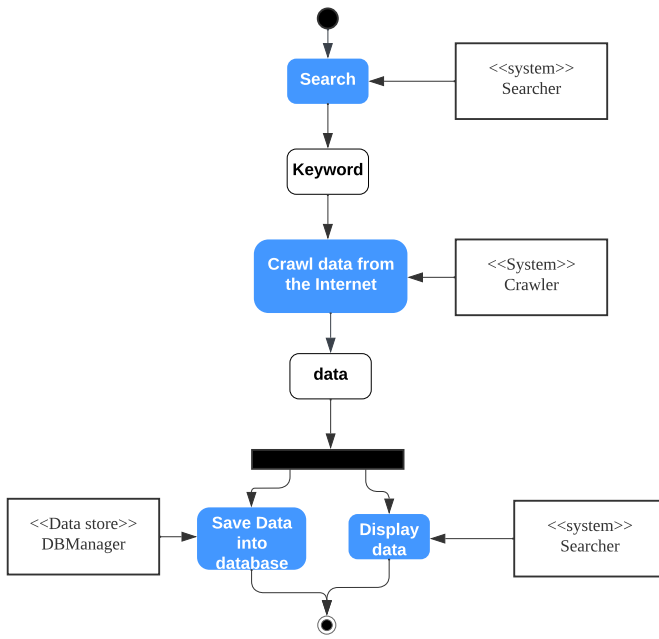 Search
<<system>>
Searcher
Keyword
Crawl data from
the Internet
<<System>>
Crawler
data
<<Data store>>
DBManager
Save Data
into
database
Display
data
<<system>>
Searcher